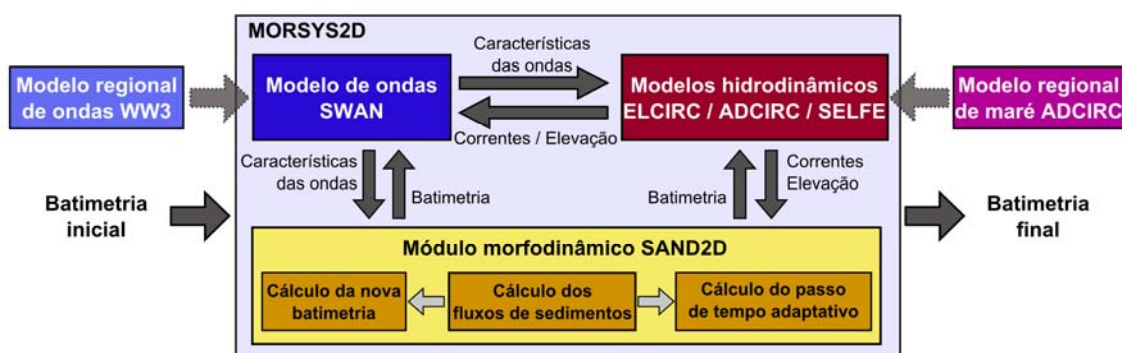 MORSYS2D
Modelo regional
de ondas WW3
Modelo de ondas
SWAN
Características
das ondas
Correntes / Elevação
Modelos hidrodinâmicos
ELCIRC / ADCIRC / SELFE
Modelo regional
de maré ADCIRC
Características
das ondas
Batimetria
Batimetria
Correntes
Elevação
Batimetria
inicial
Batimetria
final
Módulo morfodinâmico SAND2D
Cálculo da nova
batimetria
Cálculo dos
fluxos de sedimentos
Cálculo do passo
de tempo adaptativo